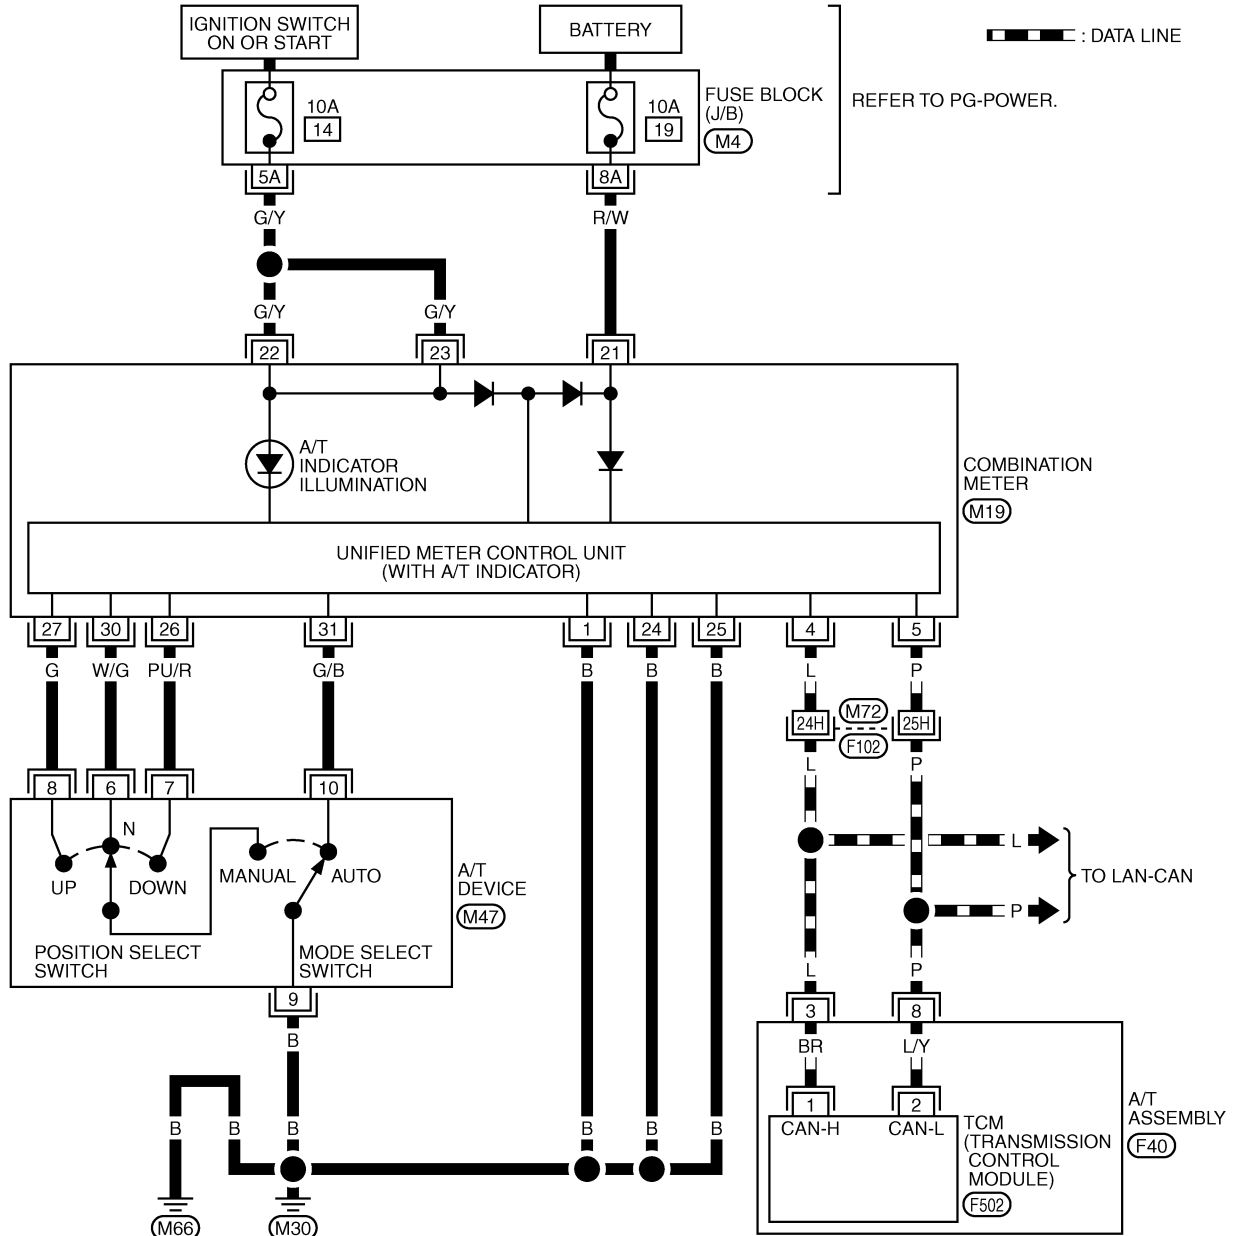 IGNITION SWITCH
ON OR START
BATTERY
: DATA LINE
10A
14
10A
19
FUSE BLOCK
(J/B)
M4
REFER TO PG-POWER.
5A
8A
G/Y
R/W
G/Y
G/Y
22
23
21
A/T
INDICATOR
ILLUMINATION
COMBINATION
METER
M19
UNIFIED METER CONTROL UNIT
(WITH A/T INDICATOR)
27
30
26
31
1
24
25
4
5
G
W/G
PU/R
G/B
B
B
B
L
P
24H
M72
F102
25H
L
P
8
6
7
10
N
UP
DOWN
MANUAL
AUTO
A/T
DEVICE
M47
POSITION SELECT
SWITCH
MODE SELECT
SWITCH
L
P
TO LAN-CAN
9
B
L
P
3
8
BR
L/Y
1
2
CAN-H
CAN-L
TCM
(TRANSMISSION
CONTROL
MODULE)
F502
A/T
ASSEMBLY
F40
B
B
B
B
B
B
M66
M30